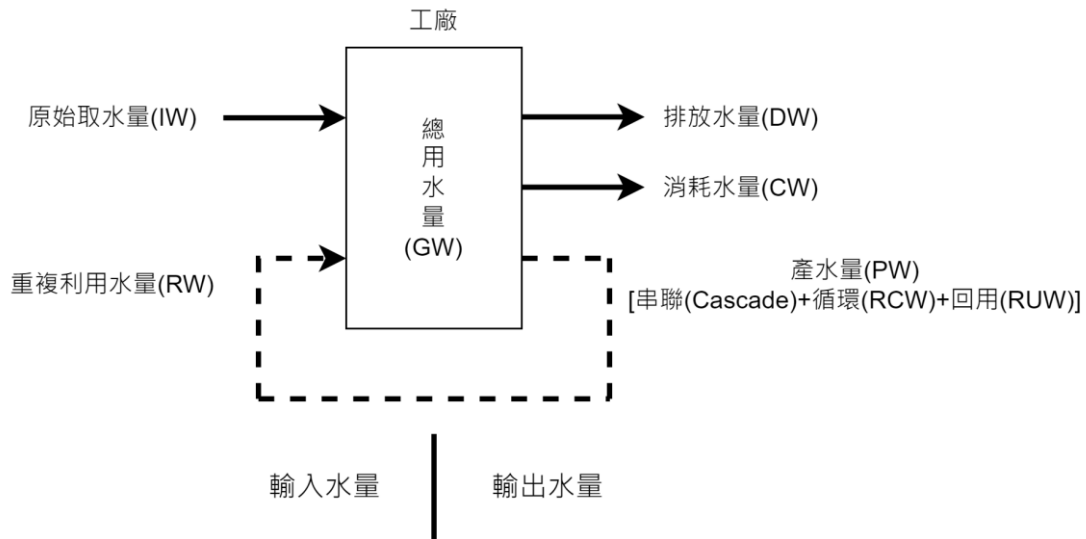 工廠
原始取水量(IW)
重複利用水量(RW)
總
用
水
量
(GW)
排放水量(DW)
消耗水量(CW)
產水量(PW)
[串聯(Cascade)+循環(RCW)+回用(RUW)]
輸入水量
輸出水量